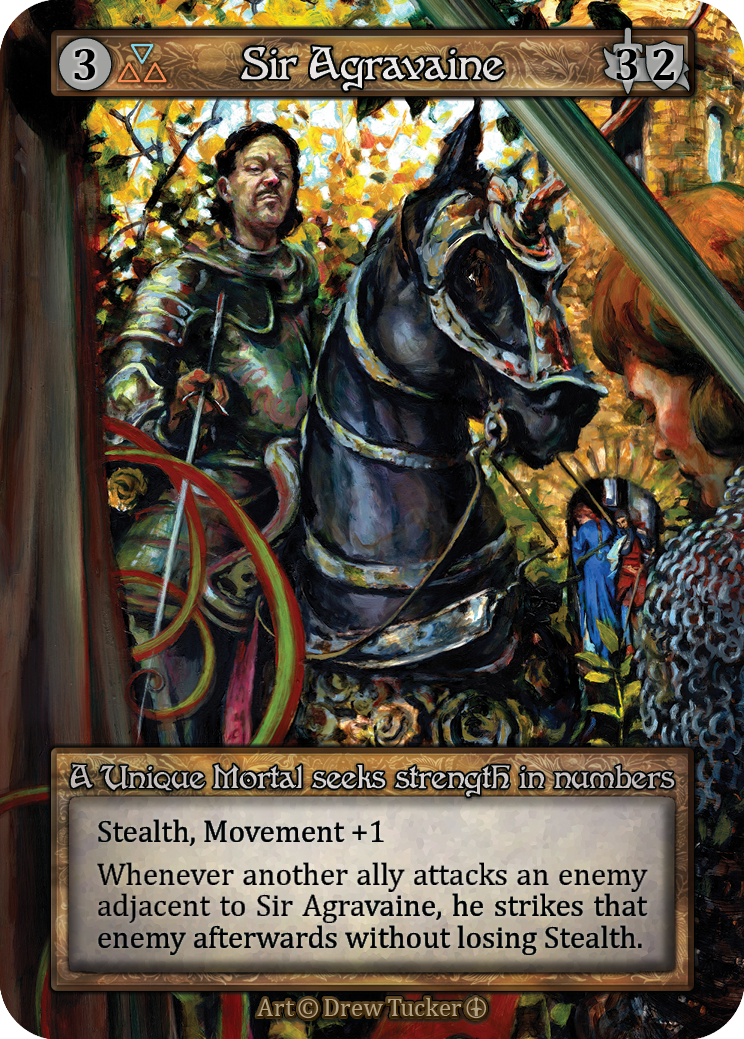 3 Sir Agravaine 3 2
A Unique Mortal seeks strength in numbers
Stealth, Movement +1
Whenever another ally attacks an enemy
adjacent to Sir Agravaine, he strikes that
enemy afterwards without losing Stealth.
Art © Drew Tucker